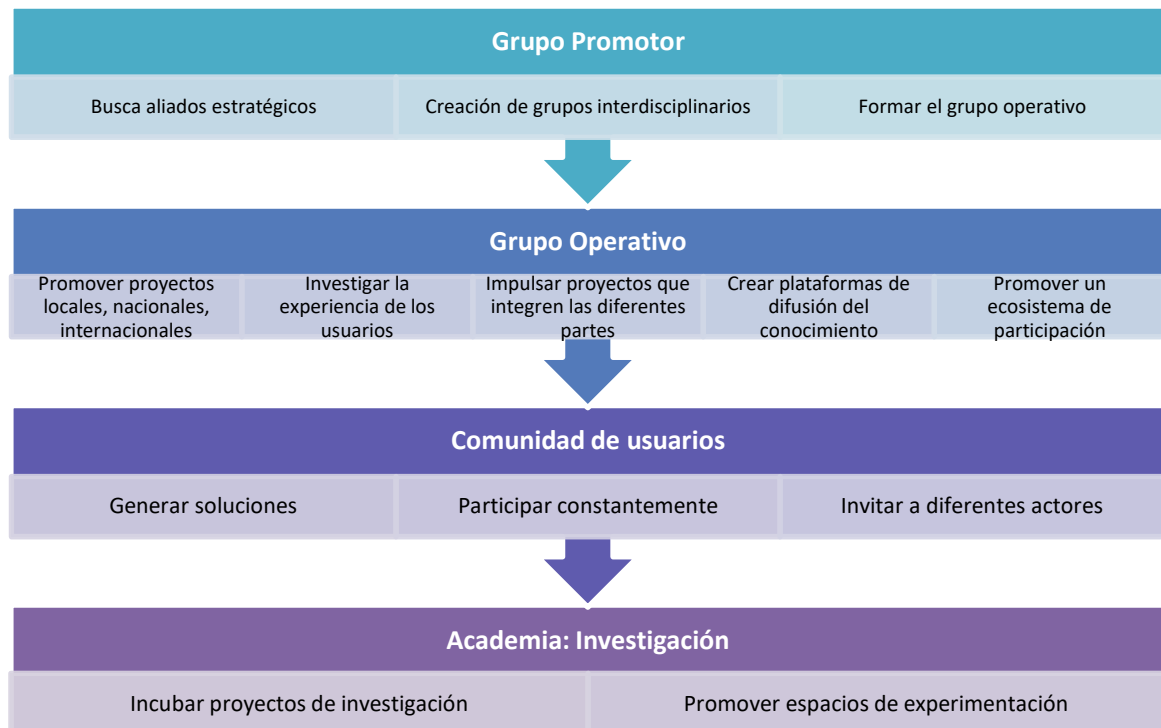 Grupo Promotor
Busca aliados estratégicos
Creación de grupos interdisciplinarios
Formar el grupo operativo
Grupo Operativo
Promover proyectos
locales, nacionales,
internacionales
Investigar la
experiencia de los
usuarios
Impulsar proyectos que
integren las diferentes
partes
Crear plataformas de
difusión del
conocimiento
Promover un
ecosistema de
participación
Comunidad de usuarios
Generar soluciones
Participar constantemente
Invitar a diferentes actores
Academia: Investigación
Incubar proyectos de investigación
Promover espacios de experimentación